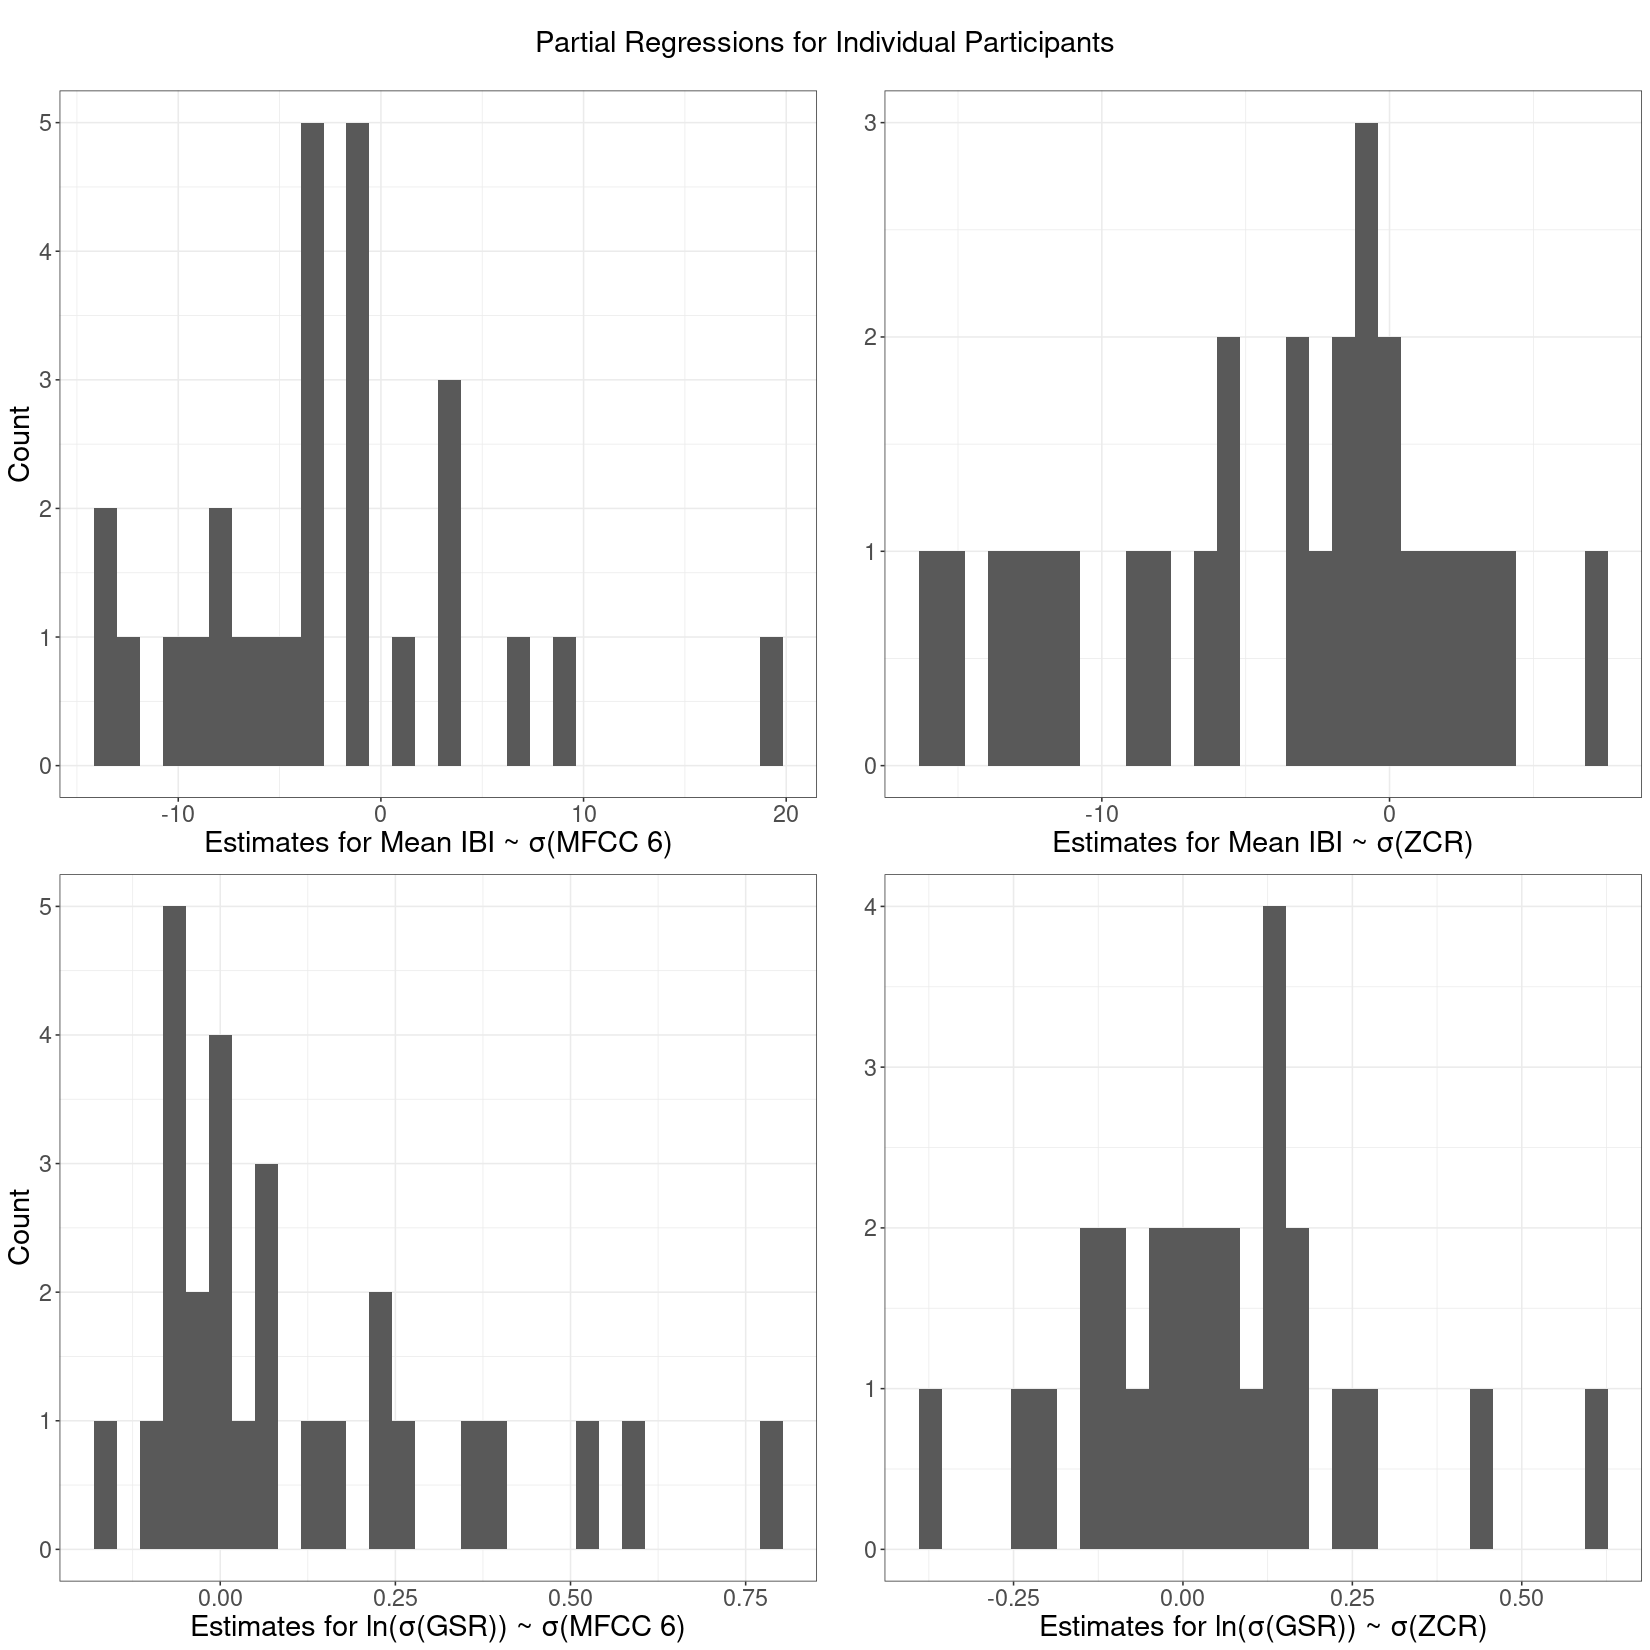 Partial Regressions for Individual Participants
Count
5
4
3
2
1
0
-10 0 10 20
Estimates for Mean IBI ~ σ(MFCC 6)
3
2
1
0
-10 0
Estimates for Mean IBI ~ σ(ZCR)
Count
5
4
3
2
1
0
0.00 0.25 0.50 0.75
Estimates for ln(σ(GSR)) ~ σ(MFCC 6)
4
3
2
1
0
-0.25 0.00 0.25 0.50
Estimates for ln(σ(GSR)) ~ σ(ZCR)